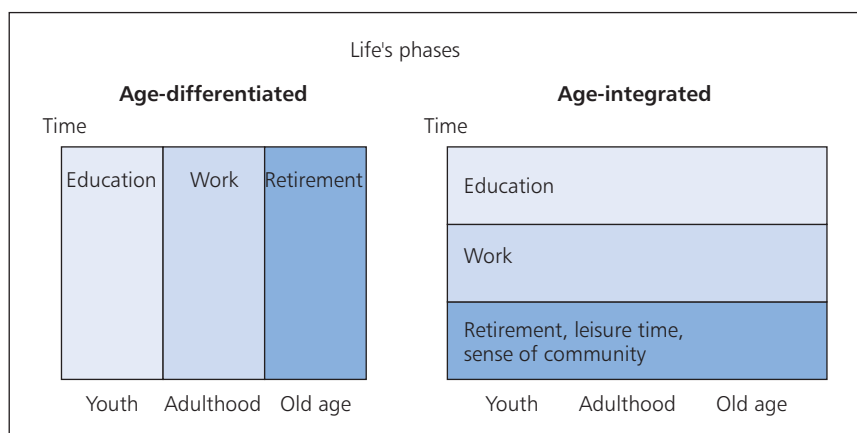 Life's phases
Age-differentiated
Time
Education
Work
Retirement
Youth
Adulthood
Old age
Age-integrated
Time
Education
Work
Retirement, leisure time,
sense of community
Youth
Adulthood
Old age